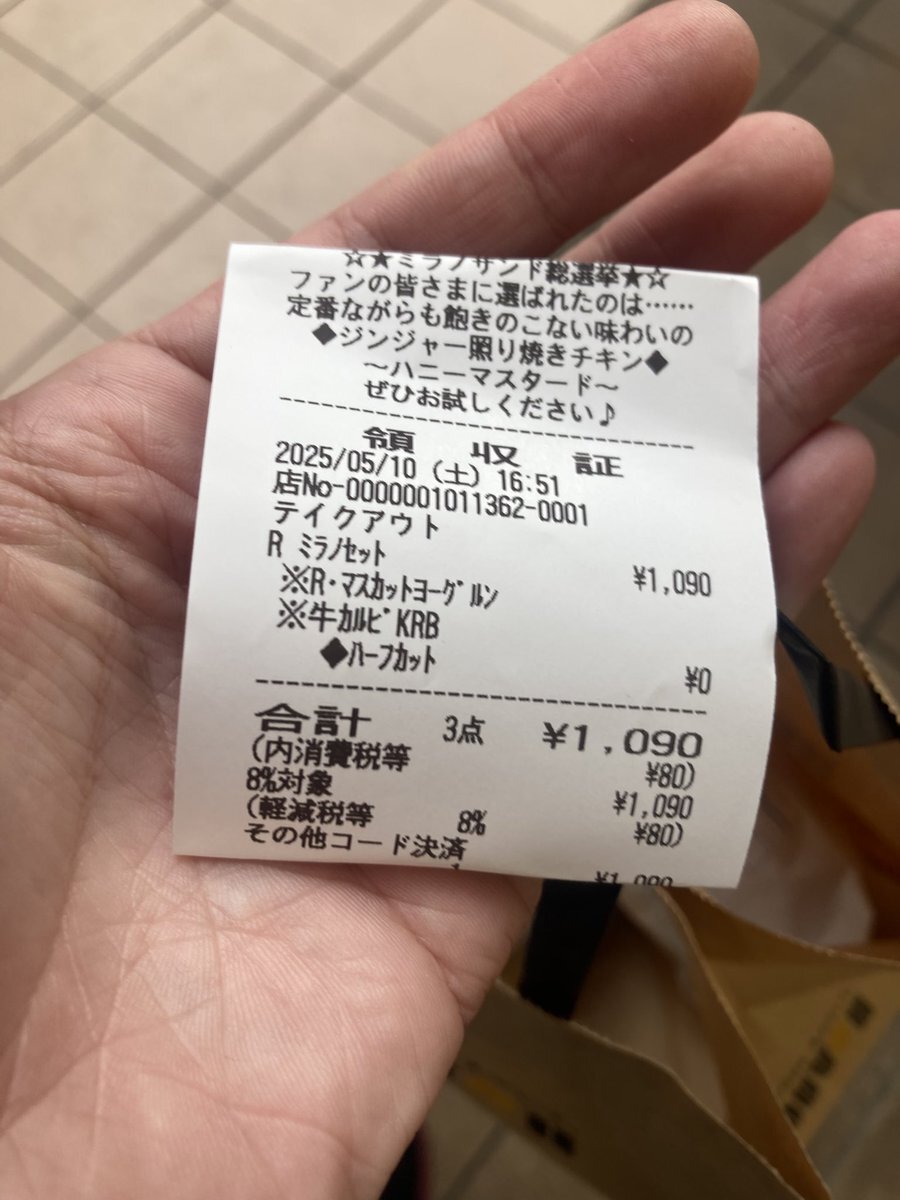 ☆★ミラノサンド総選挙★☆
ファンの皆さまに選ばれたのは……
定番ながらも飽きのこない味わいの
◆ジンジャー照り焼きチキン◆
～ハニーマスタード～
ぜひお試しください♪
領 収 証
2025/05/10 (土) 16:51
店No-0000001011362-0001
テイクアウト
R ﾐﾗﾉｾｯﾄ ¥1,090
※R・ﾏｽｶｯﾄﾖｰｸﾞﾙﾝ
※牛ｶﾙﾋﾞKRB
◆ﾊｰﾌｶｯﾄ ¥0
合計 3点 ¥1,090
(内消費税等 ¥80)
8%対象 ¥1,090
(軽減税等 8% ¥80)
その他コード決済
¥1,090